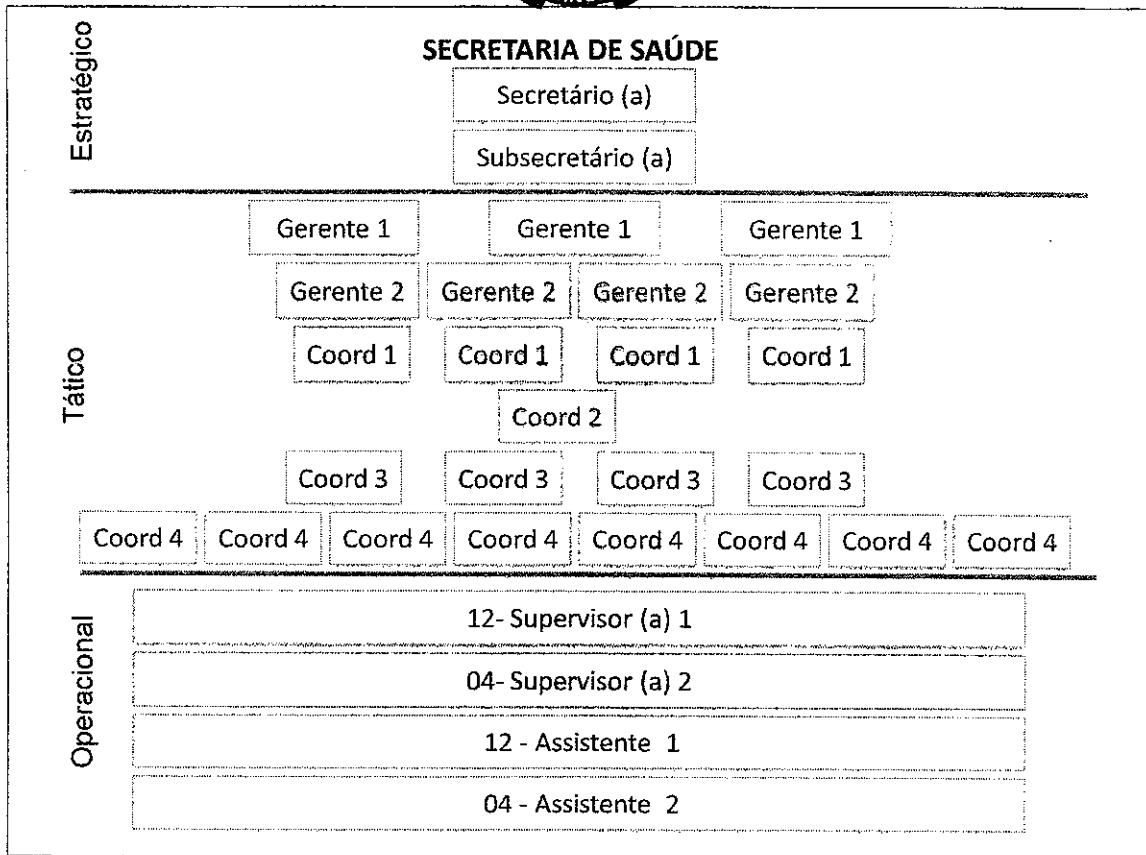 SECRETARIA DE SAÚDE
Estratégico
Secretário (a)
Subsecretário (a)
Tático
Gerente 1 Gerente 1 Gerente 1
Gerente 2 Gerente 2 Gerente 2 Gerente 2
Coord 1 Coord 1 Coord 1 Coord 1
Coord 2
Coord 3 Coord 3 Coord 3 Coord 3
Coord 4 Coord 4 Coord 4 Coord 4 Coord 4 Coord 4 Coord 4 Coord 4
Operacional
12- Supervisor (a) 1
04- Supervisor (a) 2
12 - Assistente 1
04 - Assistente 2